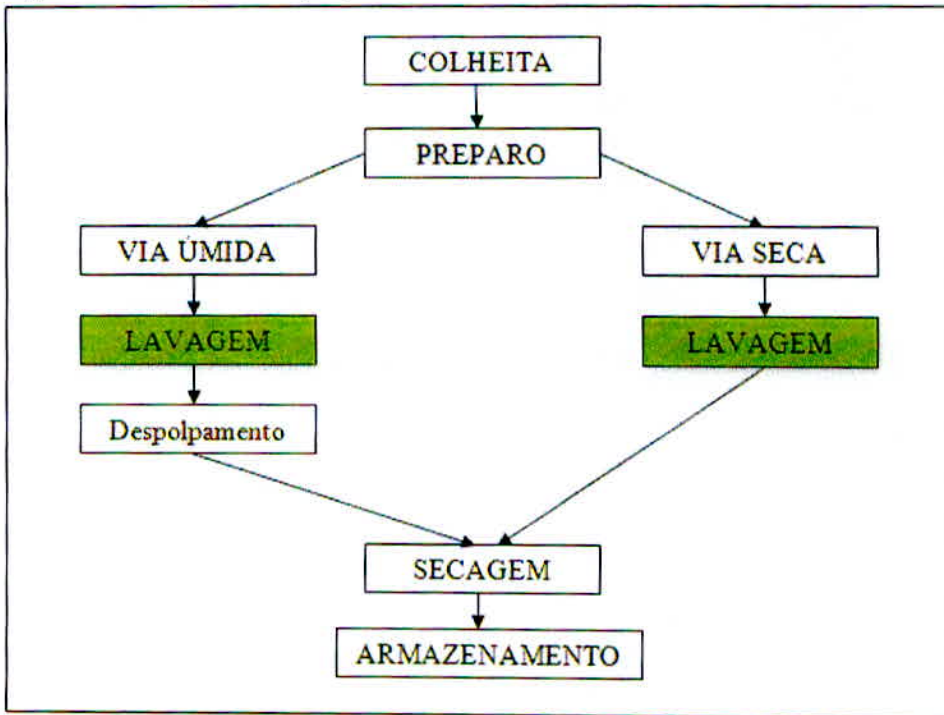 COLHEITA
PREPARO
VIA ÚMIDA
VIA SECA
LAVAGEM
LAVAGEM
Despolpamento
SECAGEM
ARMAZENAMENTO